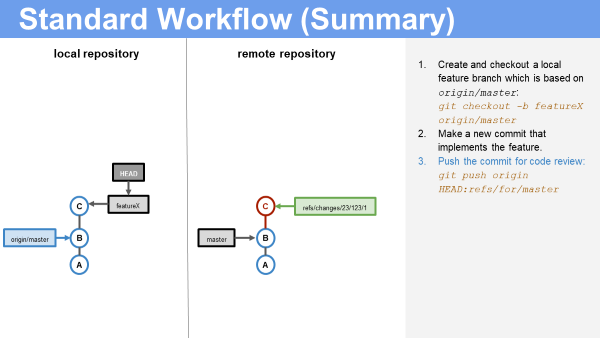 Standard Workflow (Summary)
local repository
remote repository
HEAD
C
featureX
origin/master
B
A
C
refs/changes/23/123/1
master
B
A
1. Create and checkout a local
feature branch which is based on
origin/master:
git checkout -b featureX
origin/master
2. Make a new commit that
implements the feature.
3. Push the commit for code review:
git push origin
HEAD:refs/for/master